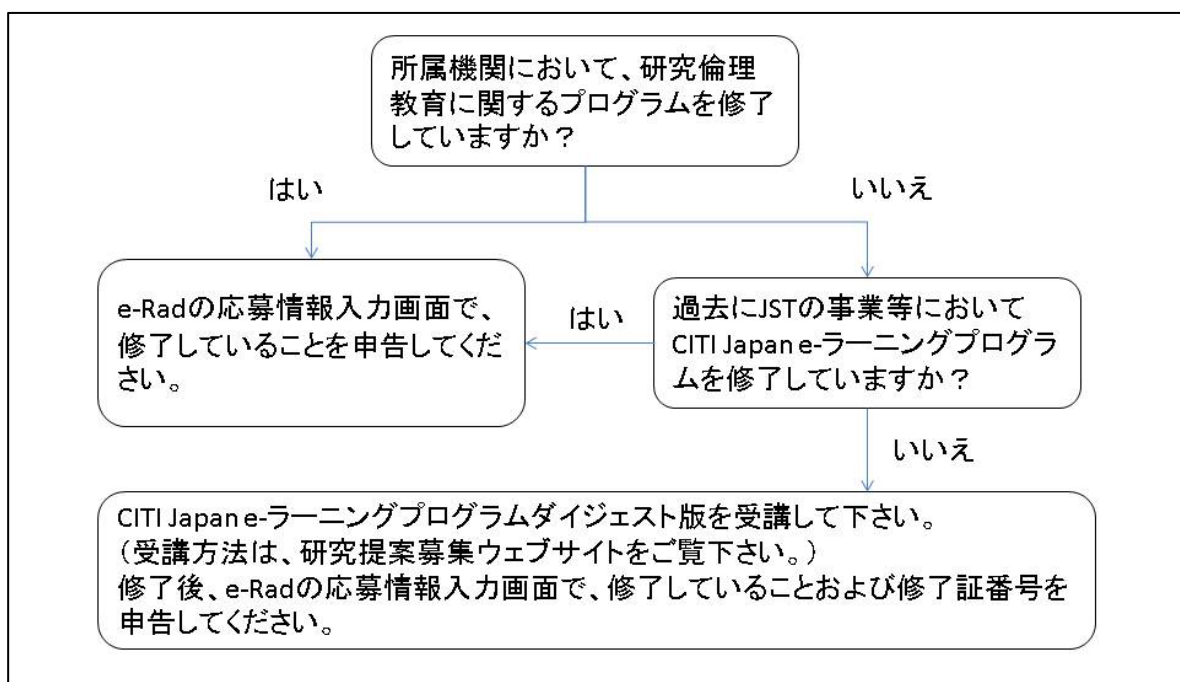 所属機関において、研究倫理
教育に関するプログラムを修了
していますか？
はい
いいえ
e-Radの応募情報入力画面で、
修了していることを申告してくだ
さい。
はい
過去にJSTの事業等において
CITI Japan e-ラーニングプログラ
ムを修了していますか？
いいえ
CITI Japan e-ラーニングプログラムダイジェスト版を受講して下さい。
（受講方法は、研究提案募集ウェブサイトをご覧下さい。）
修了後、e-Radの応募情報入力画面で、修了していることおよび修了証番号を
申告してください。